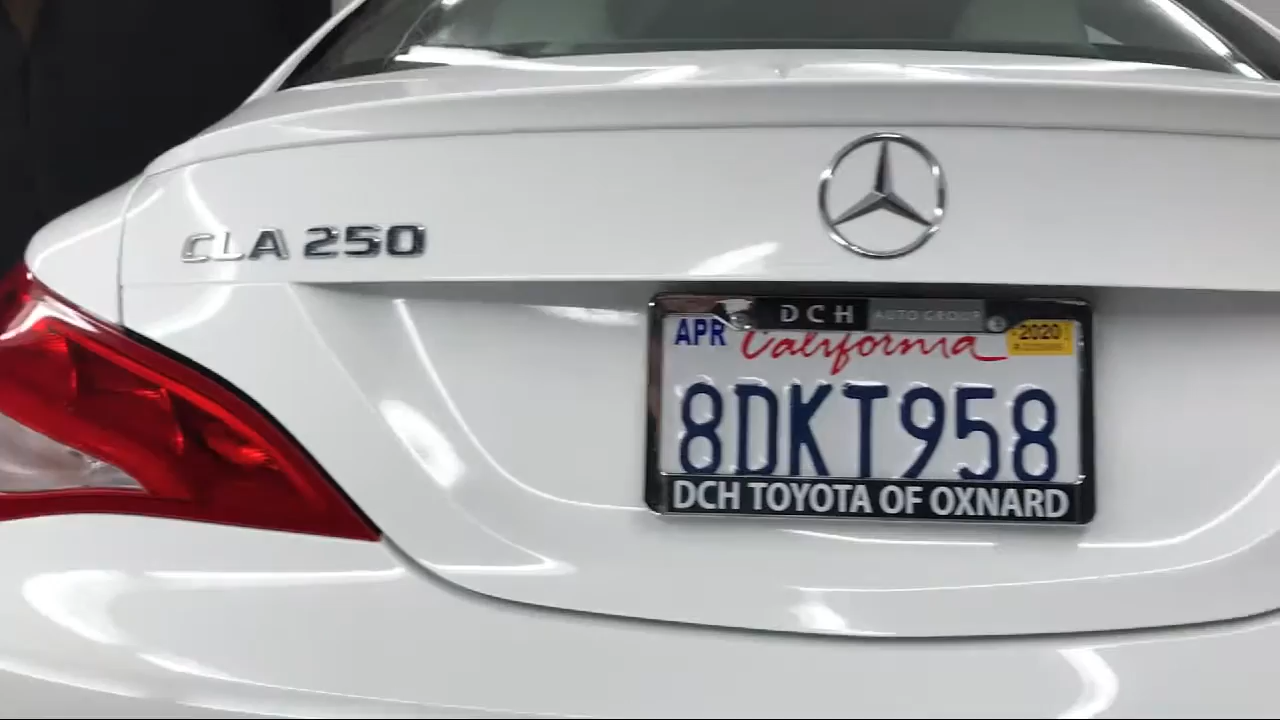 CLA 250
DCH AUTO GROUP
APR California 2020
8DKT958
DCH TOYOTA OF OXNARD